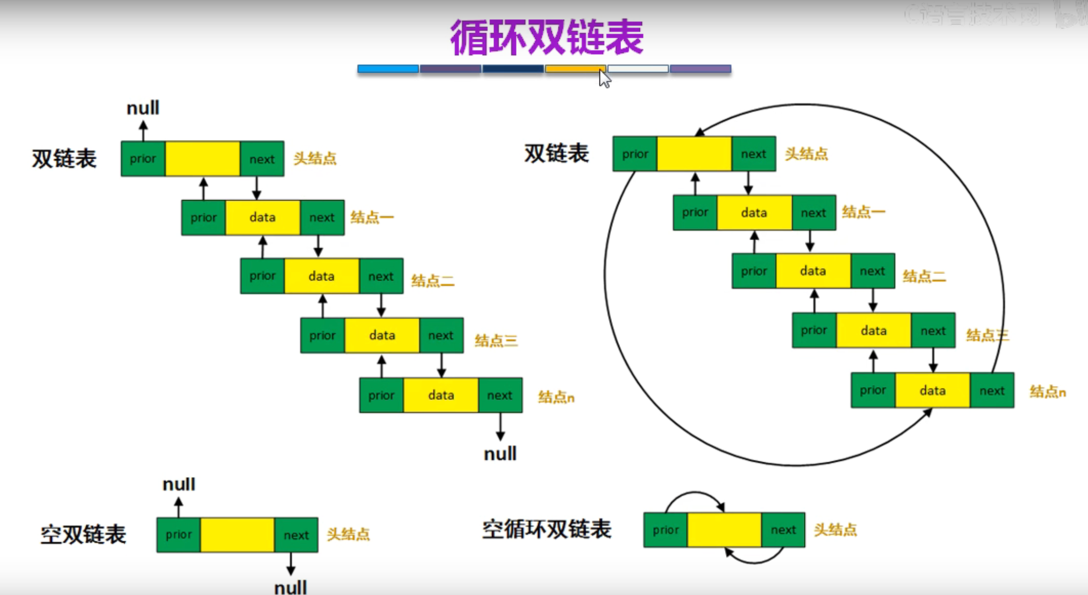 循环双链表
null
双链表
prior next 头结点
prior data next 结点一
prior data next 结点二
prior data next 结点三
prior data next 结点n
null
双链表
prior next 头结点
prior data next 结点一
prior data next 结点二
prior data next 结点三
prior data next 结点n
null
空双链表
prior next 头结点
null
空循环双链表
prior next 头结点